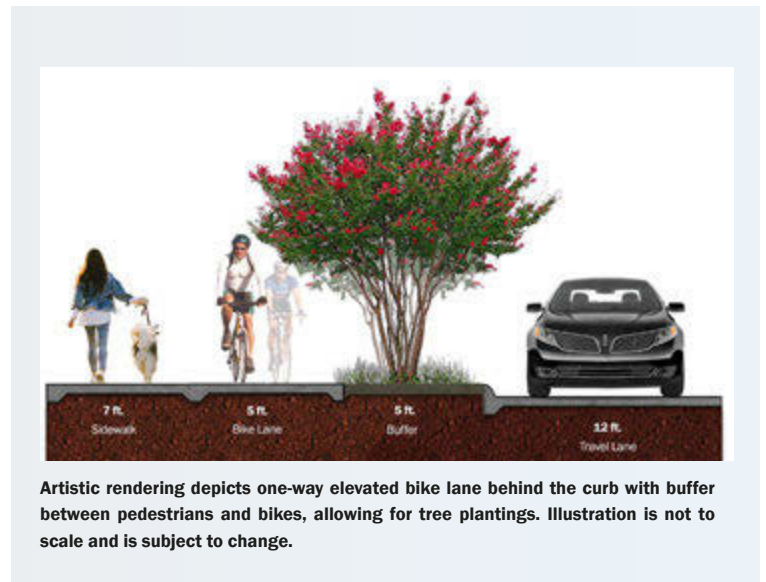 7 ft.
Sidewalk
5 ft.
Bike Lane
5 ft.
Buffer
12 ft.
Travel Lane
Artistic rendering depicts one-way elevated bike lane behind the curb with buffer
between pedestrians and bikes, allowing for tree plantings. Illustration is not to
scale and is subject to change.